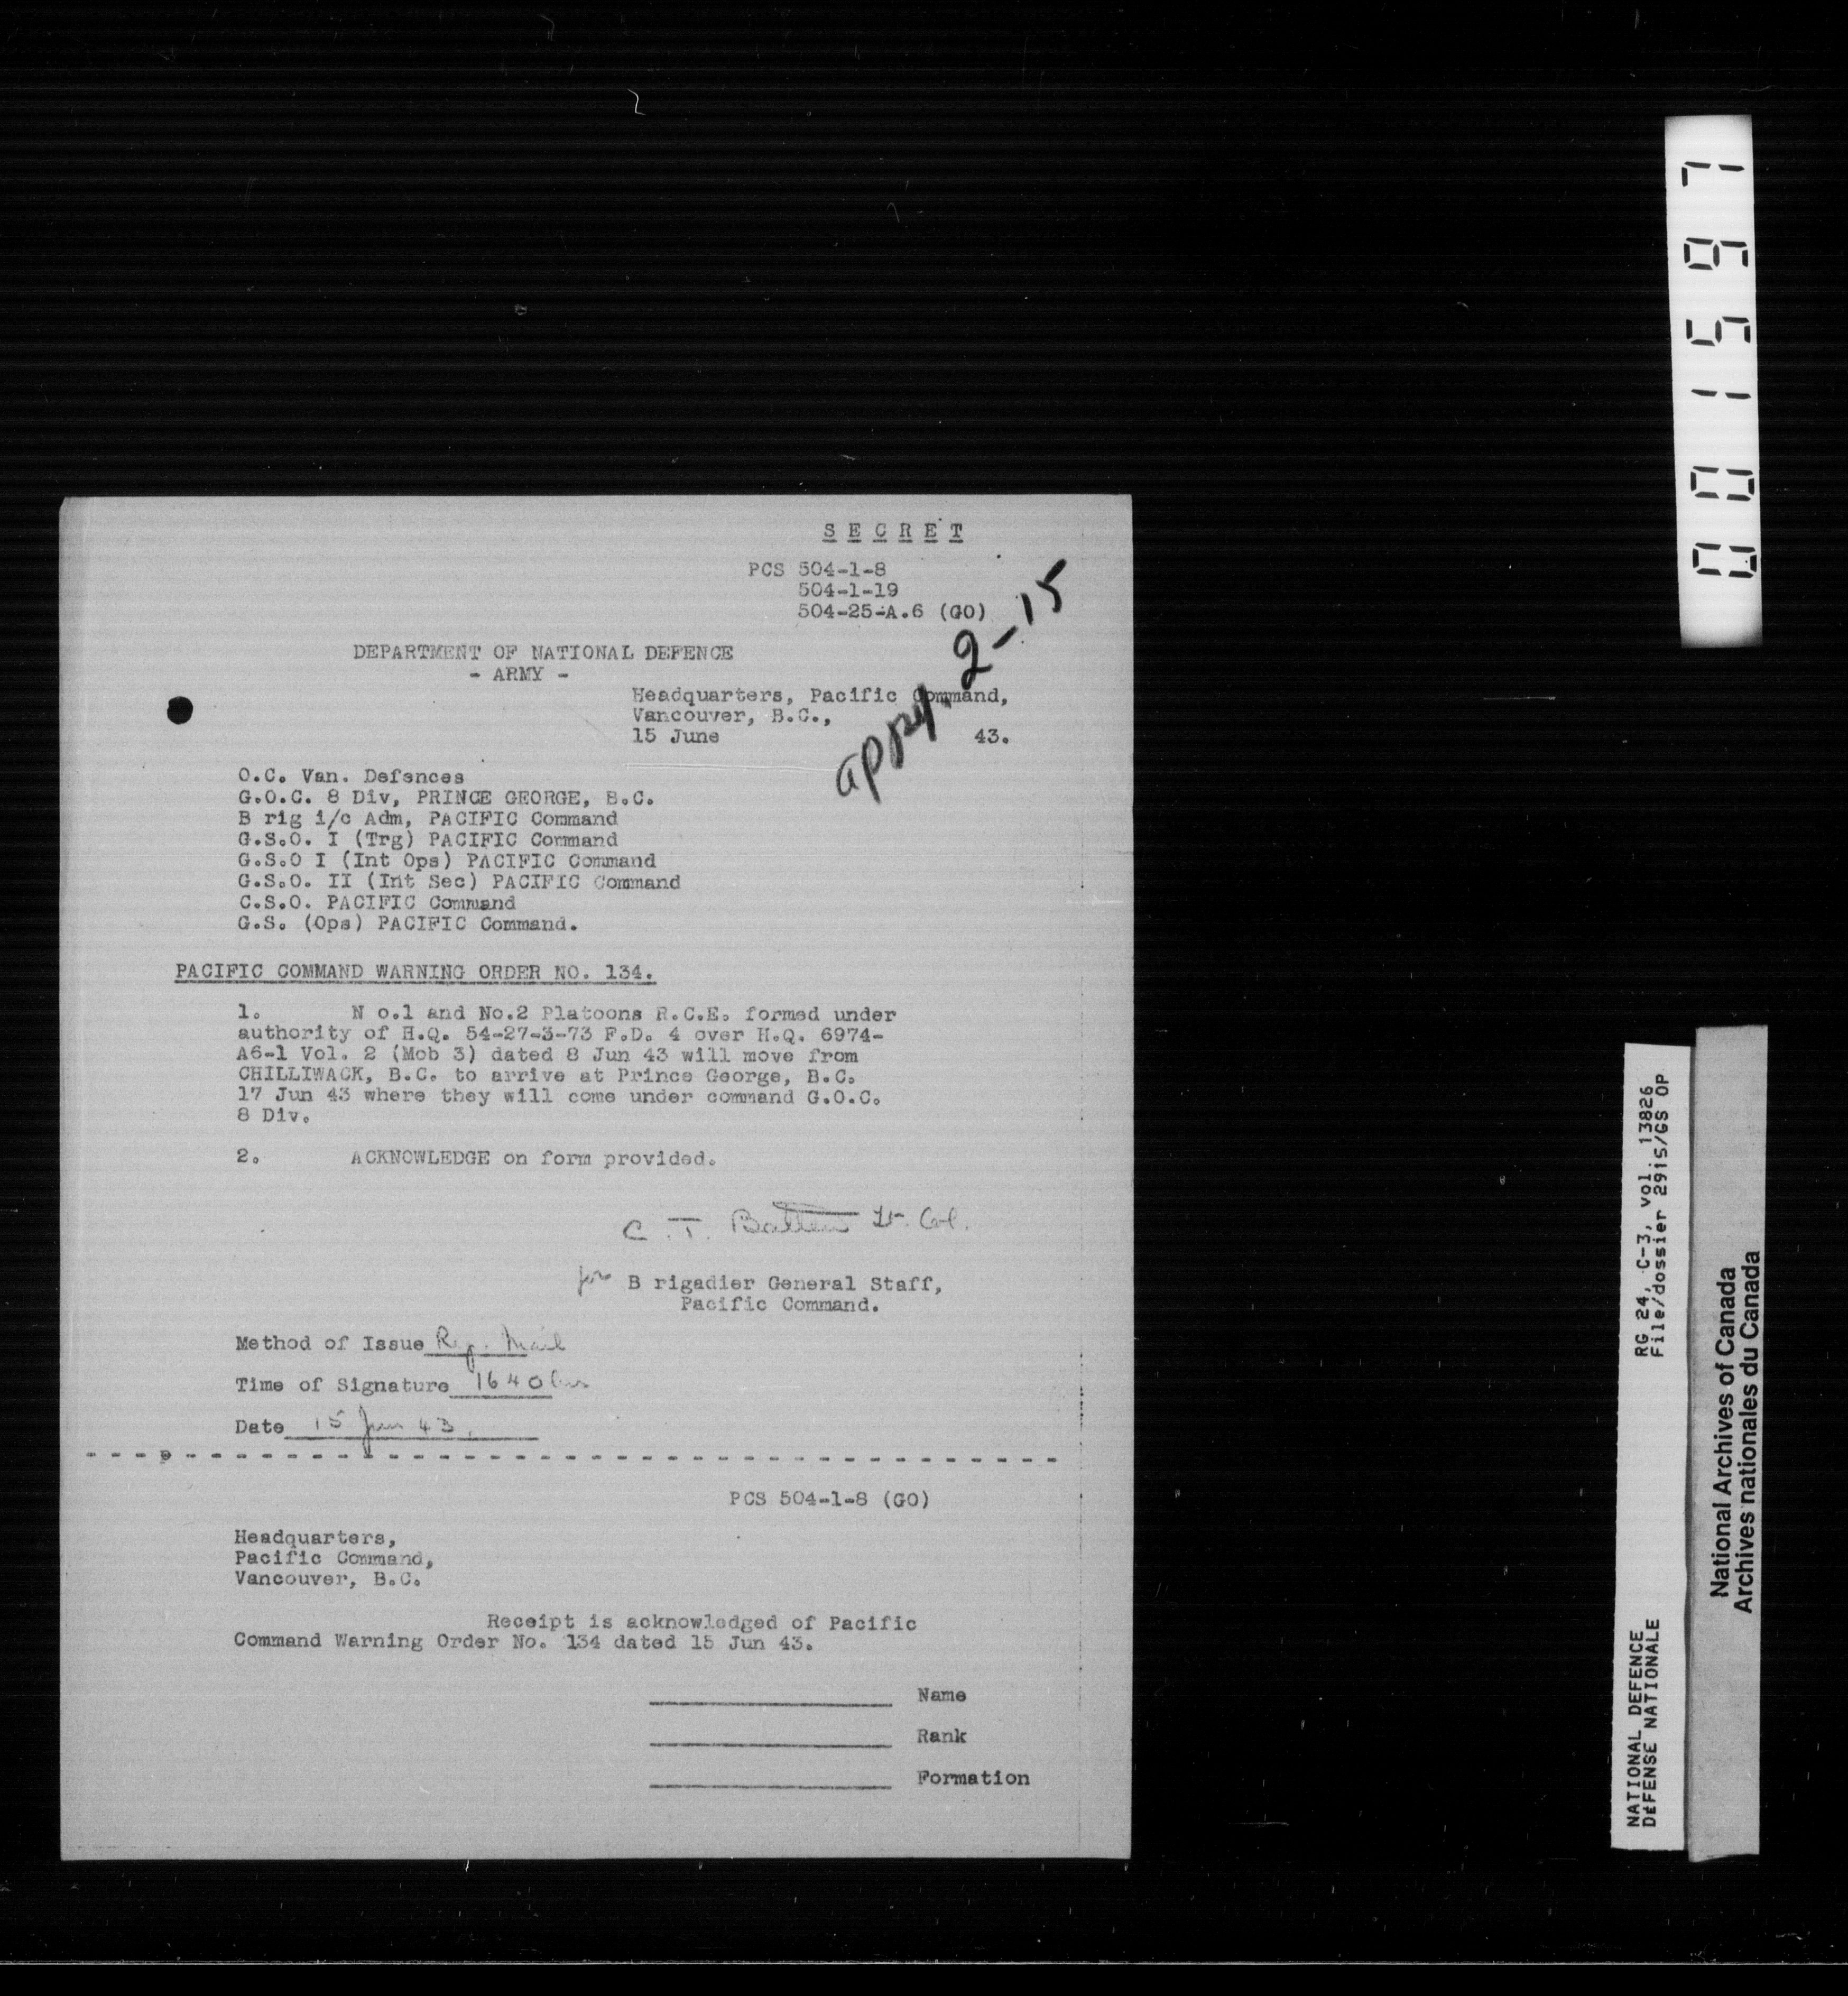 S E C R E T
PCS 504-1-8
504-1-19
504-25-A.6 (GO)
appx. 2-15
DEPARTMENT OF NATIONAL DEFENCE
- ARMY -
Headquarters, Pacific Command,
Vancouver, B.C.,
15 June 43.
O.C. Van. Defences
G.O.C. 8 Div, PRINCE GEORGE, B.C.
B rig i/c Adm, PACIFIC Command
G.S.O. I (Trg) PACIFIC Command
G.S.O I (Int Ops) PACIFIC Command
G.S.O. II (Int Sec) PACIFIC Command
C.S.O. PACIFIC Command
G.S. (Ops) PACIFIC Command.
PACIFIC COMMAND WARNING ORDER NO. 134.
1. N o.1 and No.2 Platoons R.C.E. formed under
authority of H.Q. 54-27-3-73 F.D. 4 over H.Q. 6974-
A6-1 Vol. 2 (Mob 3) dated 8 Jun 43 will move from
CHILLIWACK, B.C. to arrive at Prince George, B.C.
17 Jun 43 where they will come under command G.O.C.
8 Div.
2. ACKNOWLEDGE on form provided.
C. T. Lt. Col.
for B rigadier General Staff,
Pacific Command.
Method of Issue Reg. Mail
Time of Signature 1640 hrs
Date 15 Jun 43.
PCS 504-1-8 (GO)
Headquarters,
Pacific Command,
Vancouver, B.C.
Receipt is acknowledged of Pacific
Command Warning Order No. 134 dated 15 Jun 43.
Name
Rank
Formation
001597
NATIONAL DEFENCE RG 24, C-3, vol. 13826
DéFENSE NATIONALE File/dossier 29is/GS OP
National Archives of Canada
Archives nationales du Canada